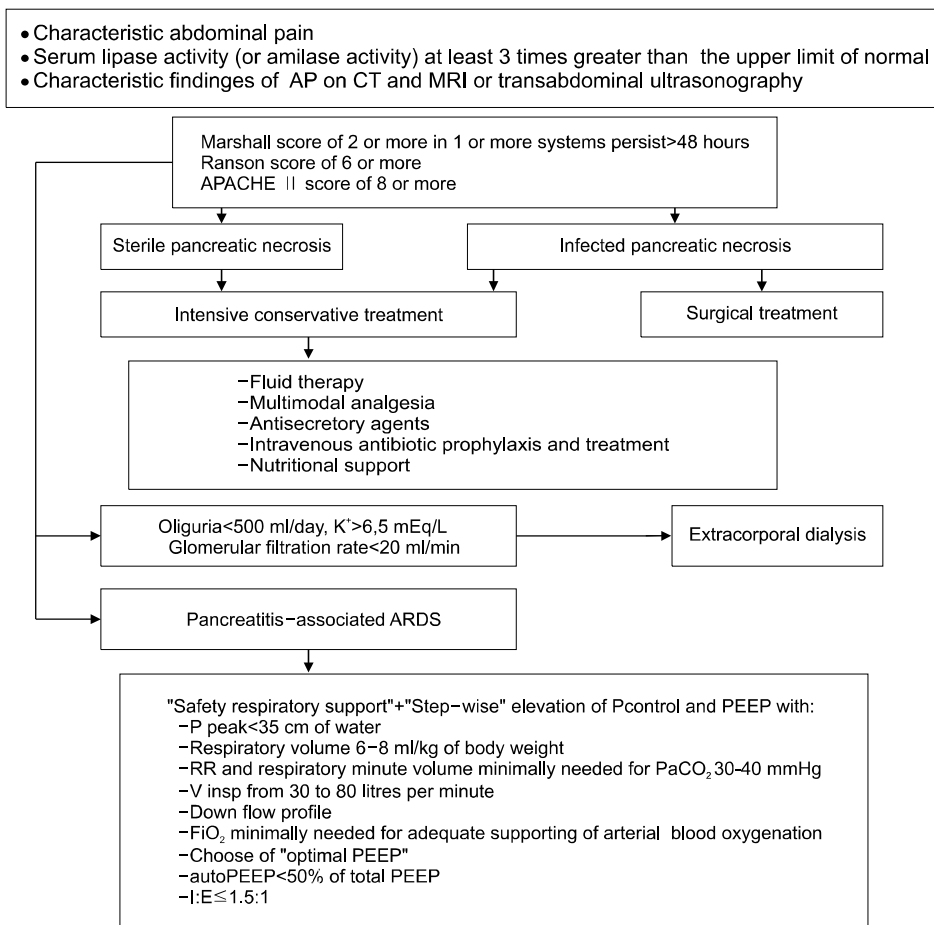 • Characteristic abdominal pain
• Serum lipase activity (or amilase activity) at least 3 times greater than the upper limit of normal
• Characteristic findinges of AP on CT and MRI or transabdominal ultrasonography
Marshall score of 2 or more in 1 or more systems persist>48 hours
Ranson score of 6 or more
APACHE II score of 8 or more
Sterile pancreatic necrosis
Infected pancreatic necrosis
Intensive conservative treatment
Surgical treatment
−Fluid therapy
−Multimodal analgesia
−Antisecretory agents
−Intravenous antibiotic prophylaxis and treatment
−Nutritional support
Oliguria<500 ml/day, K⁺>6,5 mEq/L
Glomerular filtration rate<20 ml/min
Extracorporal dialysis
Pancreatitis−associated ARDS
"Safety respiratory support"+"Step−wise" elevation of Pcontrol and PEEP with:
−P peak<35 cm of water
−Respiratory volume 6−8 ml/kg of body weight
−RR and respiratory minute volume minimally needed for PaCO₂ 30-40 mmHg
−V insp from 30 to 80 litres per minute
−Down flow profile
−FiO₂ minimally needed for adequate supporting of arterial blood oxygenation
−Choose of "optimal PEEP"
−autoPEEP<50% of total PEEP
−I:E≤1.5:1